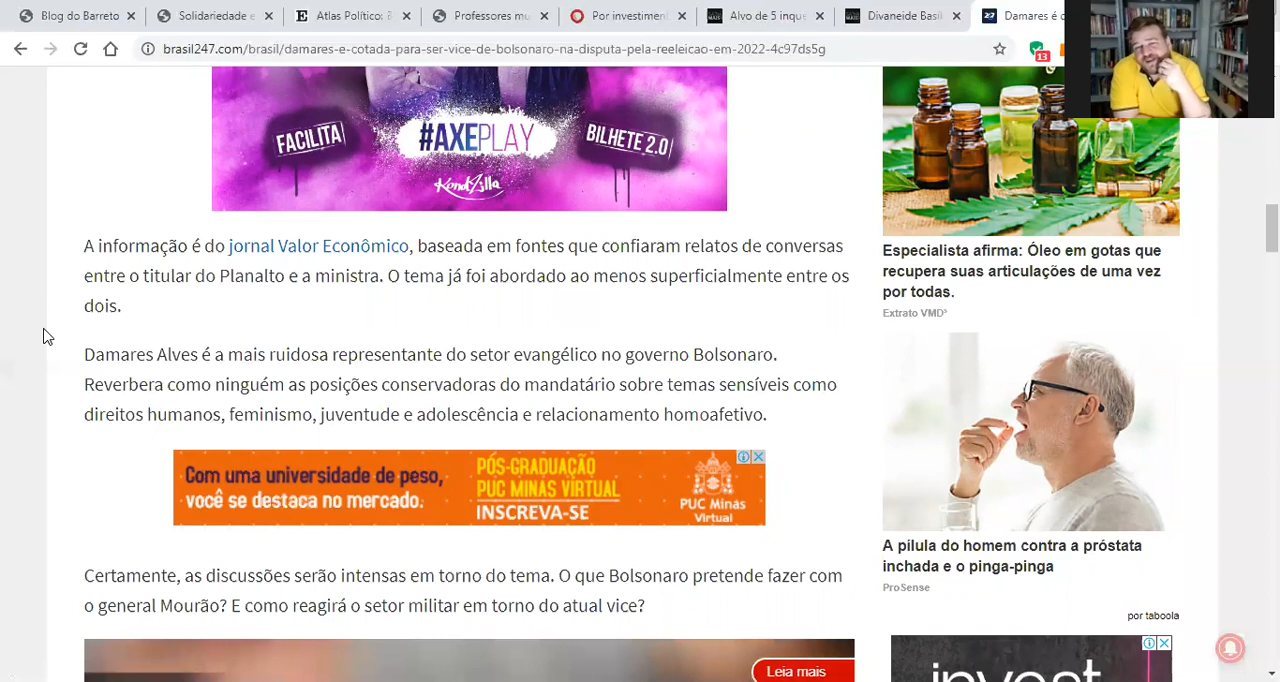 Blog do Barreto
Solidariedade e
Atlas Político:
Professores mu
Por investiment
Alvo de 5 inque
Divaneide Basil
Damares é c
brasil247.com/brasil/damares-e-cotada-para-ser-vice-de-bolsonaro-na-disputa-pela-reeleicao-em-2022-4c97ds5g
13
FACILITA
#AXEPLAY
BILHETE 2.0
KondZilla
A informação é do jornal Valor Econômico, baseada em fontes que confiaram relatos de conversas
entre o titular do Planalto e a ministra. O tema já foi abordado ao menos superficialmente entre os
dois.
Damares Alves é a mais ruidosa representante do setor evangélico no governo Bolsonaro.
Reverbera como ninguém as posições conservadoras do mandatário sobre temas sensíveis como
direitos humanos, feminismo, juventude e adolescência e relacionamento homoafetivo.
Com uma universidade de peso,
você se destaca no mercado.
PÓS-GRADUAÇÃO
PUC MINAS VIRTUAL
INSCREVA-SE
PUC Minas
Virtual
Certamente, as discussões serão intensas em torno do tema. O que Bolsonaro pretende fazer com
o general Mourão? E como reagirá o setor militar em torno do atual vice?
Leia mais
Especialista afirma: Óleo em gotas que
recupera suas articulações de uma vez
por todas.
Extrato VMD³
A pilula do homem contra a próstata
inchada e o pinga-pinga
ProSense
por taboola
invest